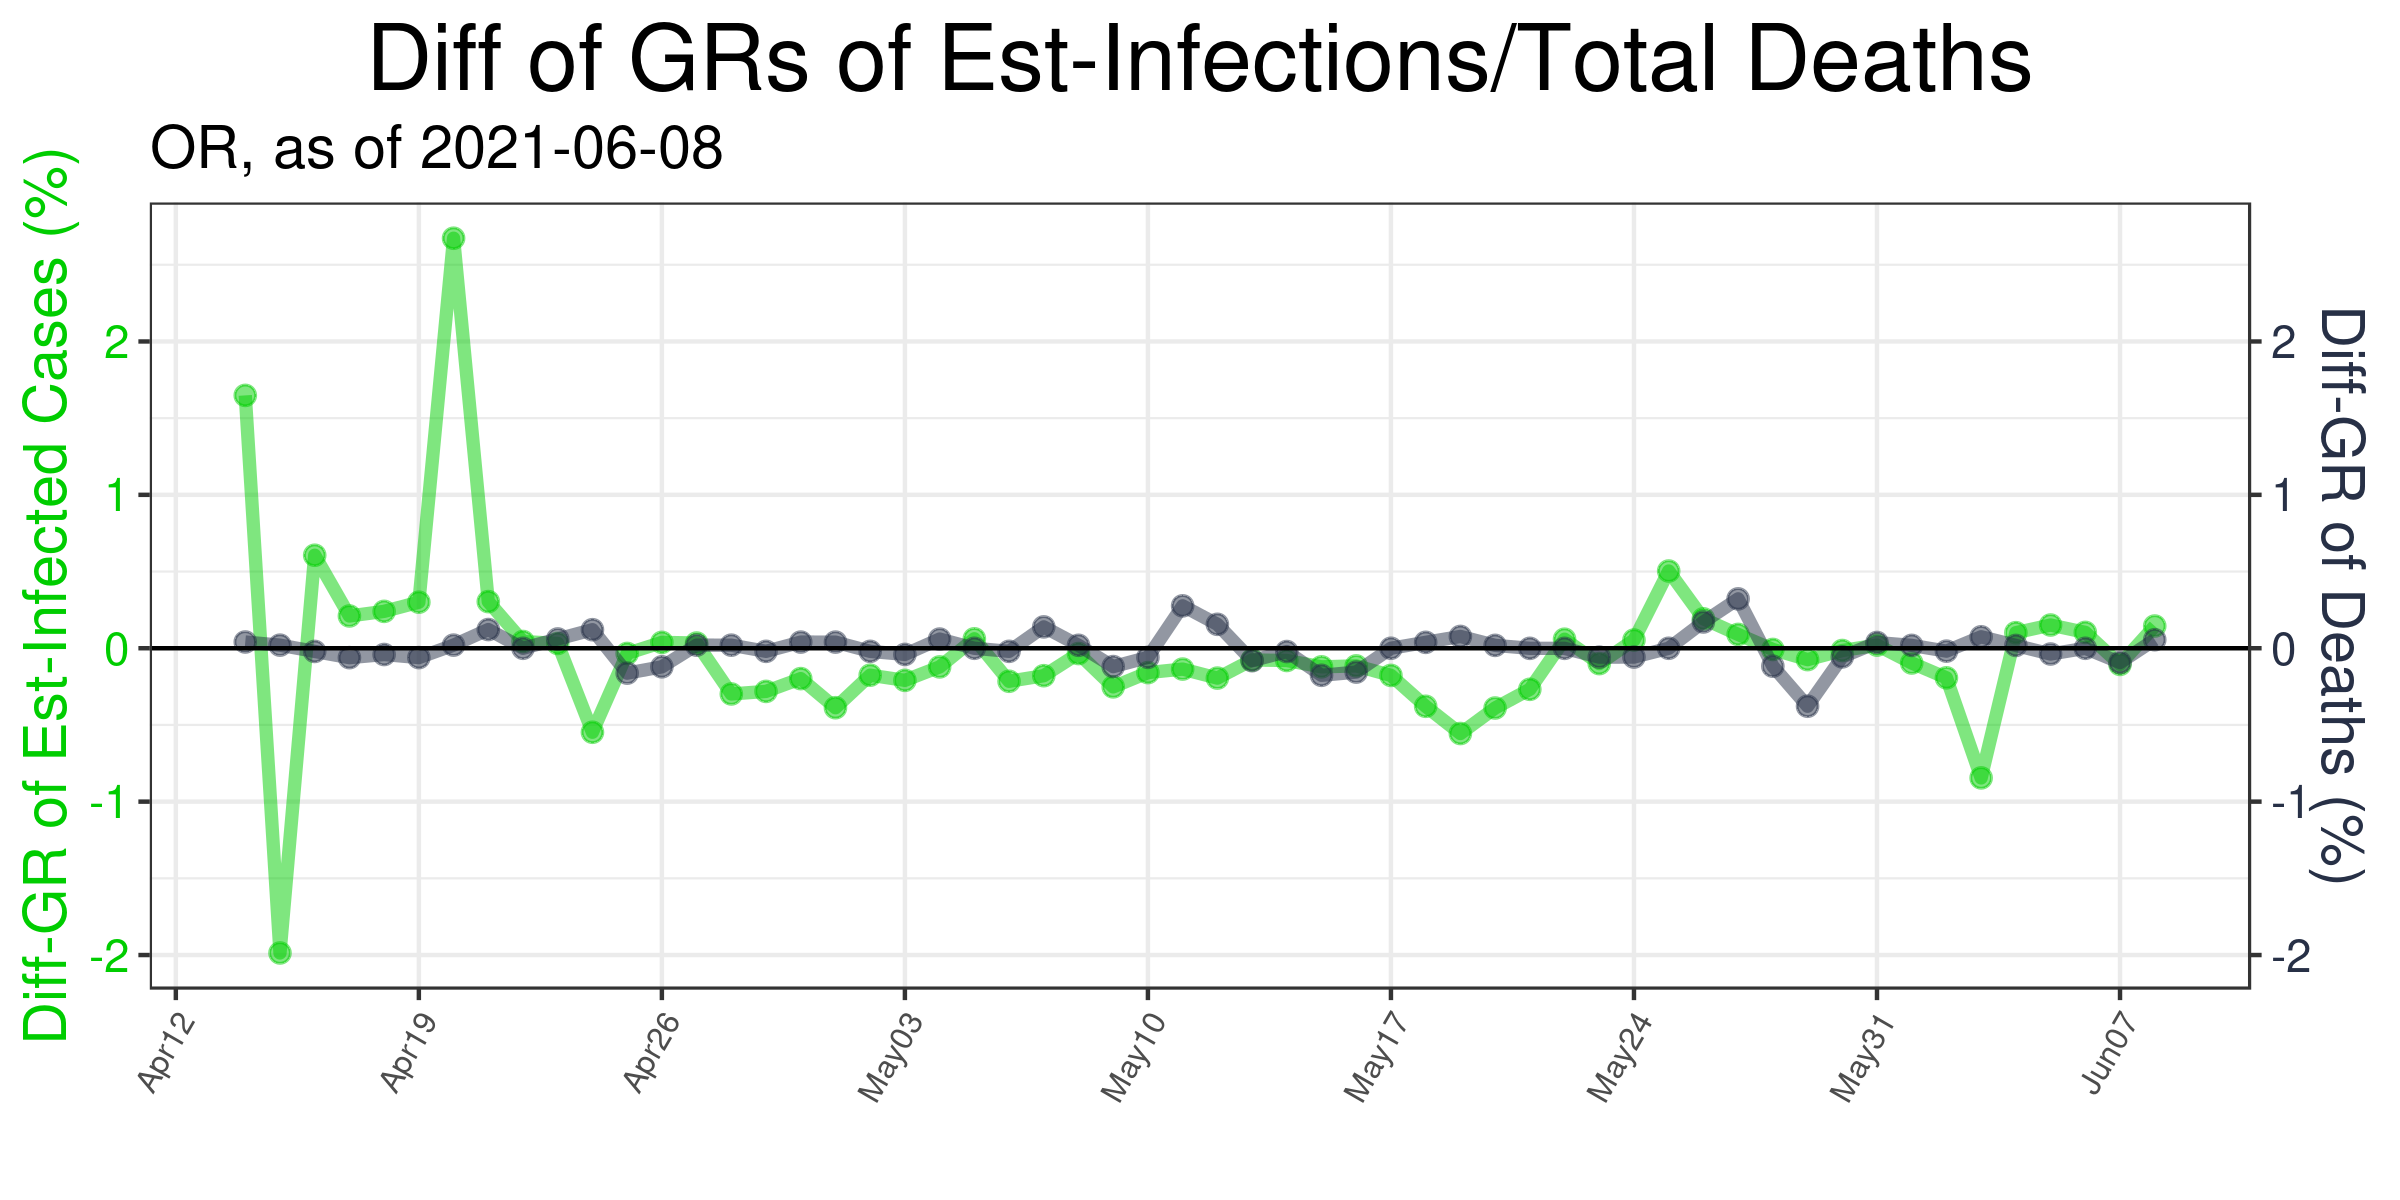 Diff of GRs of Est-Infections/Total Deaths
OR, as of 2021-06-08
Diff-GR of Est-Infected Cases (%)
2
1
0
-1
-2
Diff-GR of Deaths (%)
2
1
0
-1
-2
Apr12
Apr19
Apr26
May03
May10
May17
May24
May31
Jun07